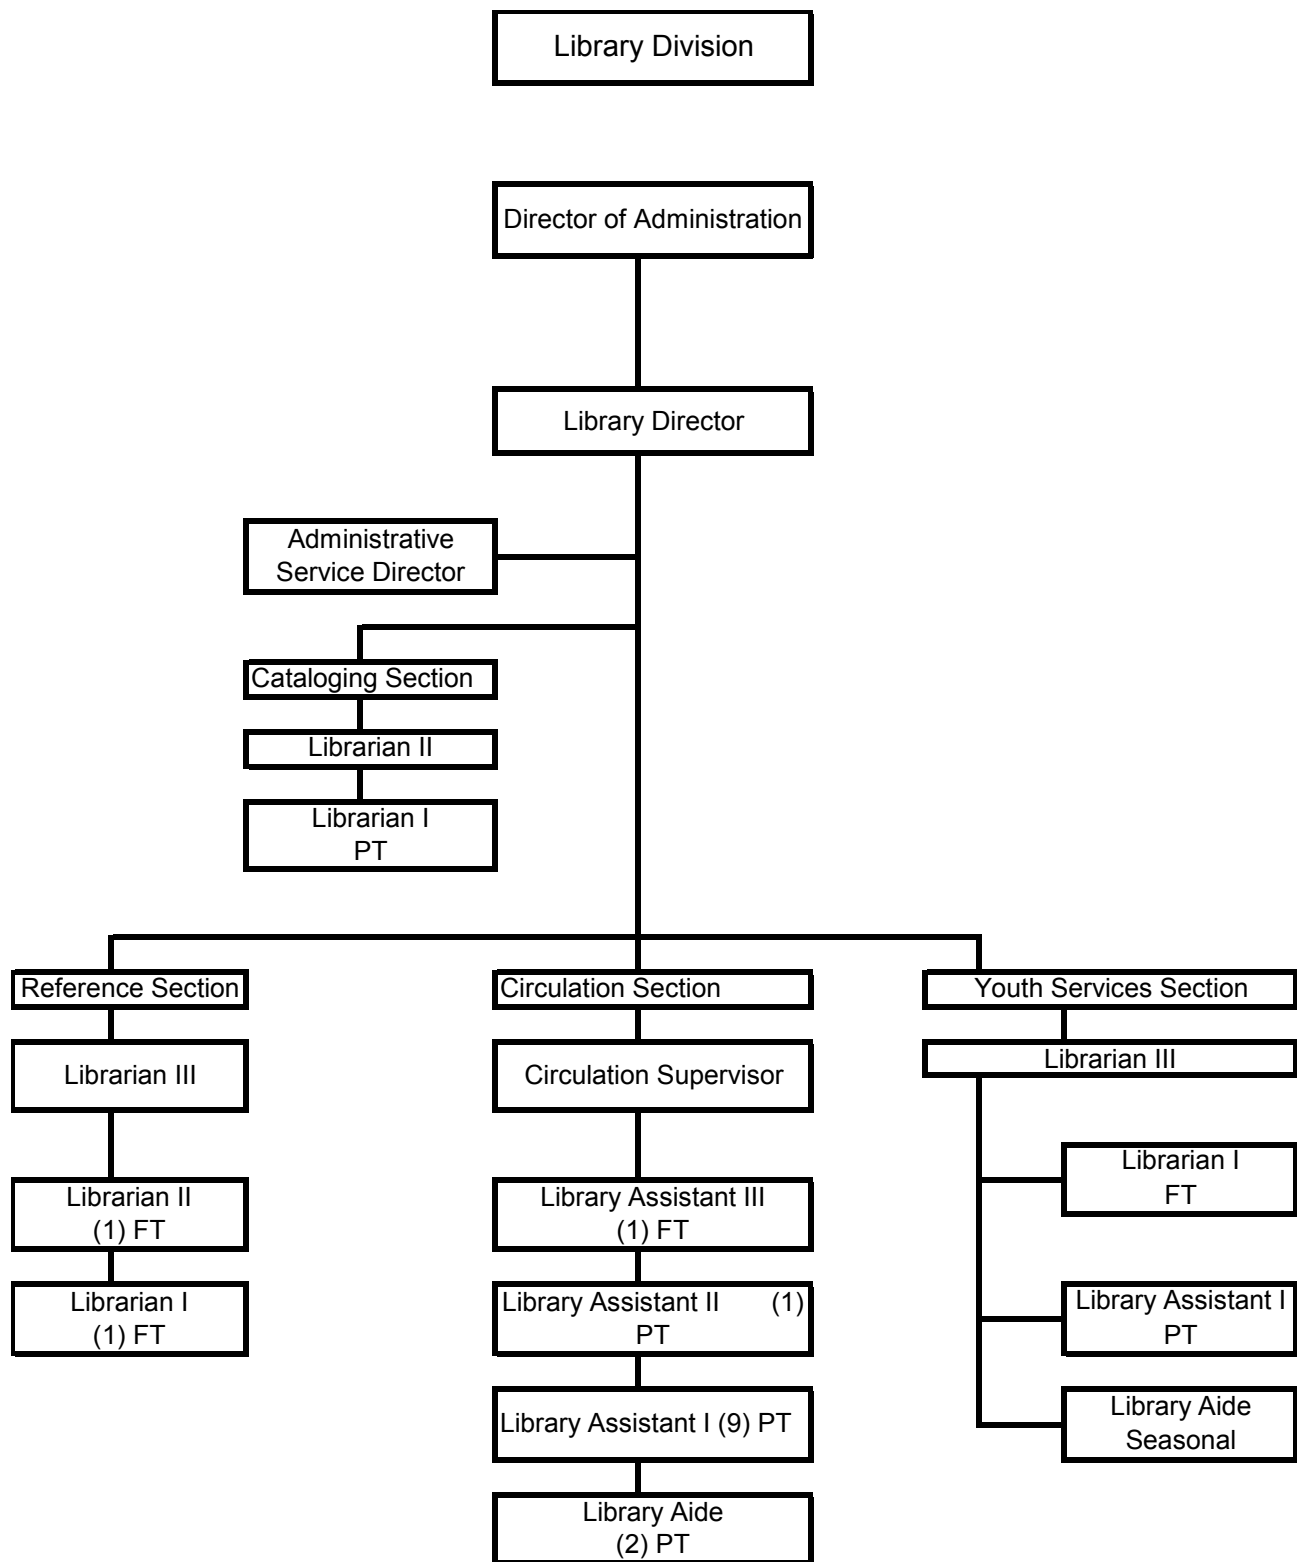 Library Division
Director of Administration
Library Director
Administrative
Service Director
Cataloging Section
Librarian II
Librarian I
PT
Reference Section
Librarian III
Librarian II
(1) FT
Librarian I
(1) FT
Circulation Section
Circulation Supervisor
Library Assistant III
(1) FT
Library Assistant II (1)
PT
Library Assistant I (9) PT
Library Aide
(2) PT
Youth Services Section
Librarian III
Librarian I
FT
Library Assistant I
PT
Library Aide
Seasonal